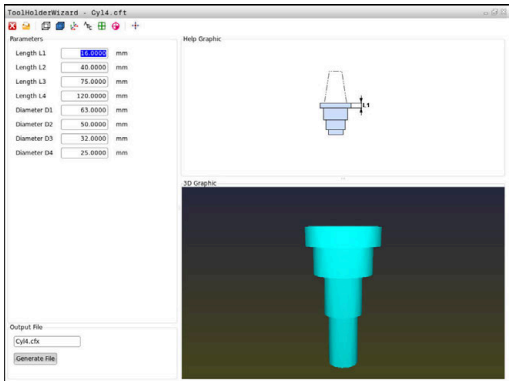 ToolHolderWizard - Cyl4.cft
Parameters
Length L1 16.0000 mm
Length L2 40.0000 mm
Length L3 75.0000 mm
Length L4 120.0000 mm
Diameter D1 63.0000 mm
Diameter D2 50.0000 mm
Diameter D3 32.0000 mm
Diameter D4 25.0000 mm
Output File
Cyl4.cfx
Generate File
Help Graphic
L1
3D Graphic